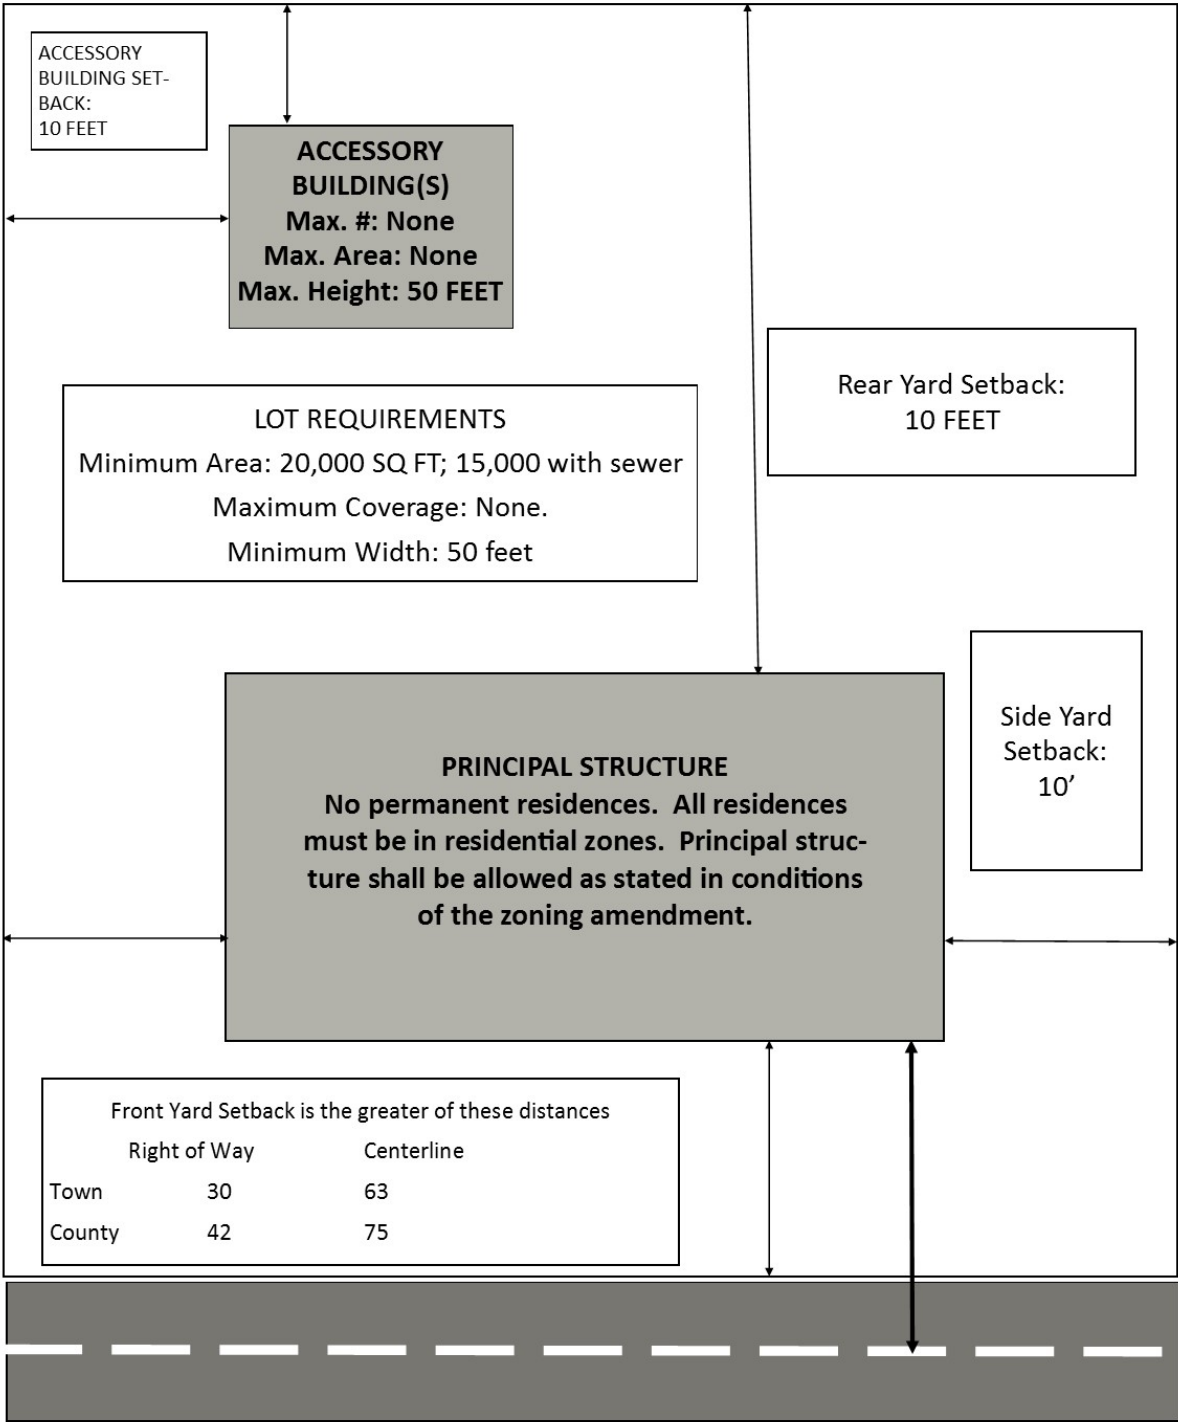 ACCESSORY
BUILDING SET-
BACK:
10 FEET
ACCESSORY
BUILDING(S)
Max. #: None
Max. Area: None
Max. Height: 50 FEET
Rear Yard Setback:
10 FEET
LOT REQUIREMENTS
Minimum Area: 20,000 SQ FT; 15,000 with sewer
Maximum Coverage: None.
Minimum Width: 50 feet
Side Yard
Setback:
10’
PRINCIPAL STRUCTURE
No permanent residences.  All residences
must be in residential zones.  Principal struc-
ture shall be allowed as stated in conditions
of the zoning amendment.
Front Yard Setback is the greater of these distances
Right of Way Centerline
Town 30 63
County 42 75